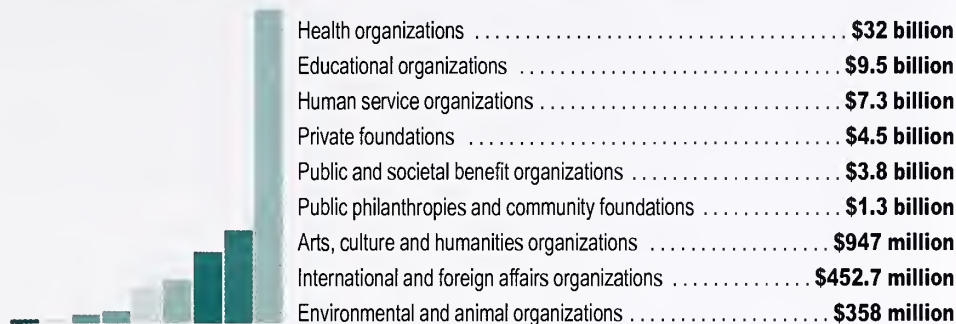 Health organizations ........................................ $32 billion
Educational organizations .................................. $9.5 billion
Human service organizations ................................ $7.3 billion
Private foundations ........................................ $4.5 billion
Public and societal benefit organizations ...................... $3.8 billion
Public philanthropies and community foundations .............. $1.3 billion
Arts, culture and humanities organizations ................... $947 million
International and foreign affairs organizations .............. $452.7 million
Environmental and animal organizations ...................... $358 million